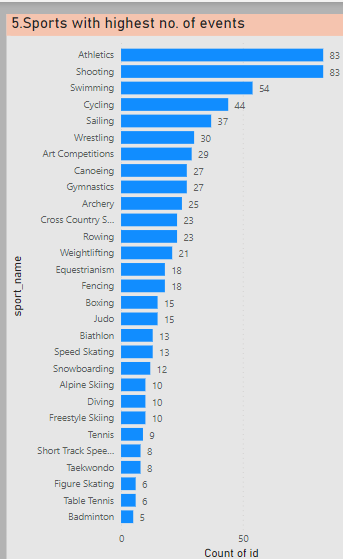 5.Sports with highest no. of events
Athletics 83
Shooting 83
Swimming 54
Cycling 44
Sailing 37
Wrestling 30
Art Competitions 29
Canoeing 27
Gymnastics 27
Archery 25
Cross Country S... 23
Rowing 23
Weightlifting 21
Equestrianism 18
Fencing 18
Boxing 15
Judo 15
Biathlon 13
Speed Skating 13
Snowboarding 12
Alpine Skiing 10
Diving 10
Freestyle Skiing 10
Tennis 9
Short Track Spee... 8
Taekwondo 8
Figure Skating 6
Table Tennis 6
Badminton 5
sport_name
0 50
Count of id